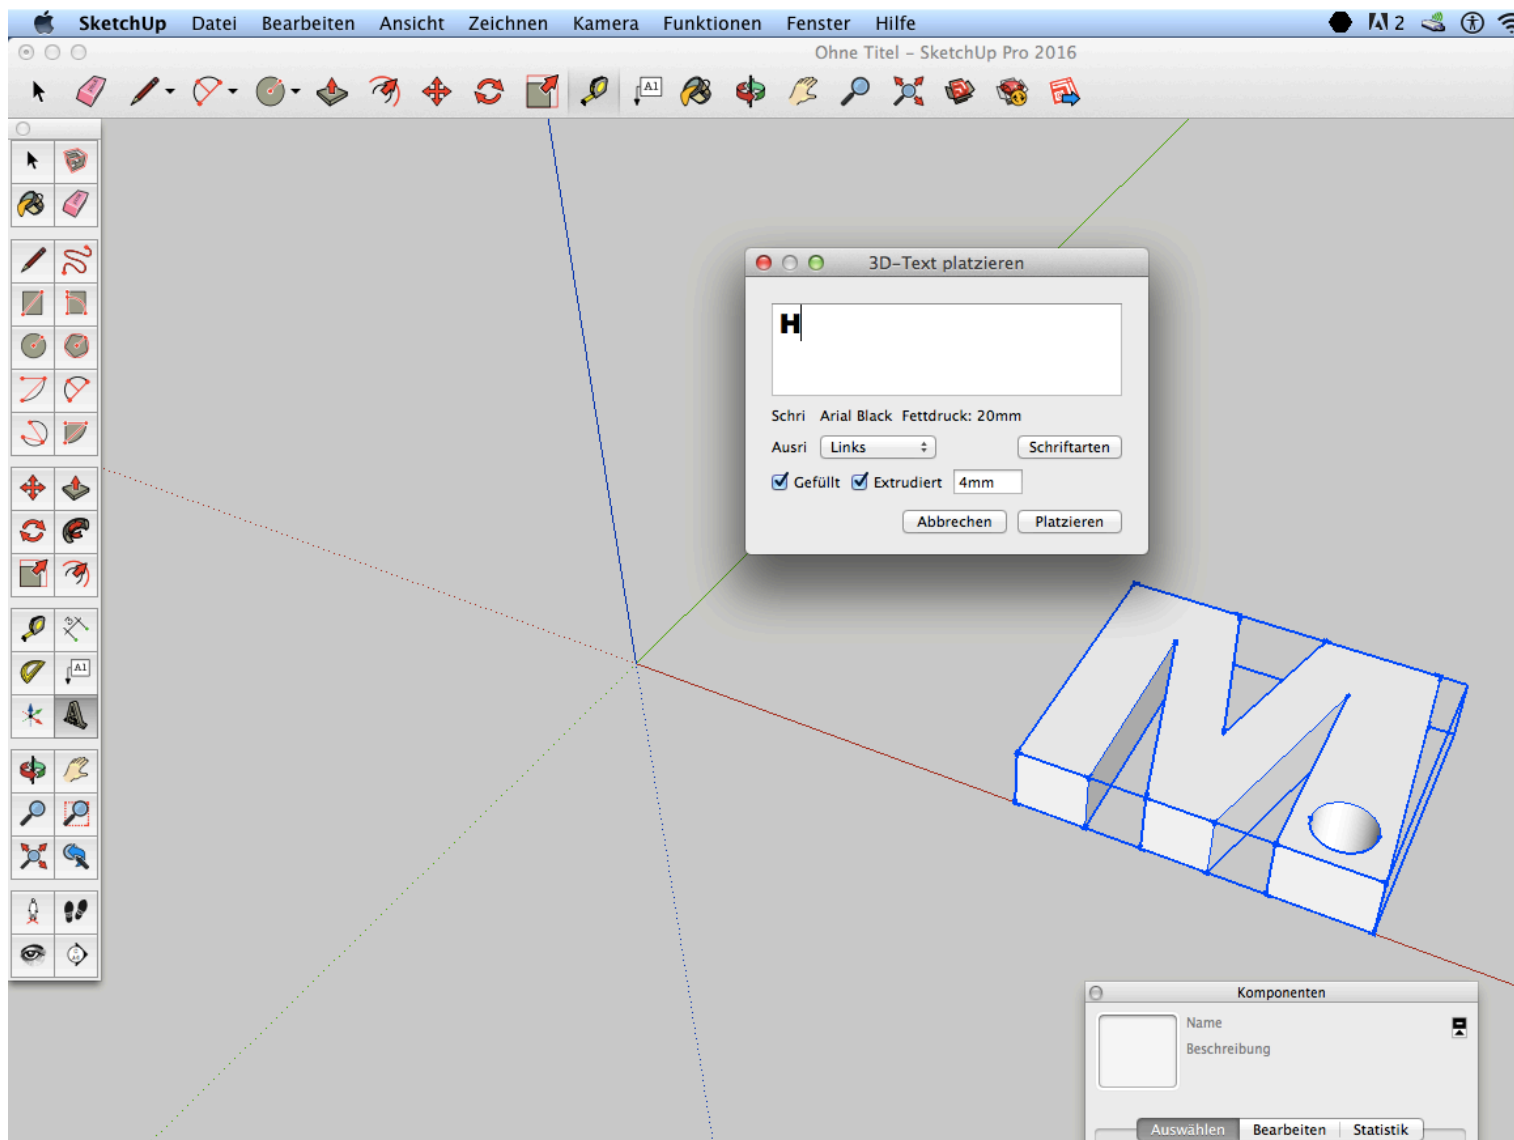 SketchUp Datei Bearbeiten Ansicht Zeichnen Kamera Funktionen Fenster Hilfe 2
Ohne Titel – SketchUp Pro 2016
A1
3D-Text platzieren
H
Schri Arial Black Fettdruck: 20mm
Ausri Links Schriftarten
Gefüllt Extrudiert 4mm
Abbrechen Platzieren
A1
Komponenten
Name
Beschreibung
Auswählen Bearbeiten Statistik